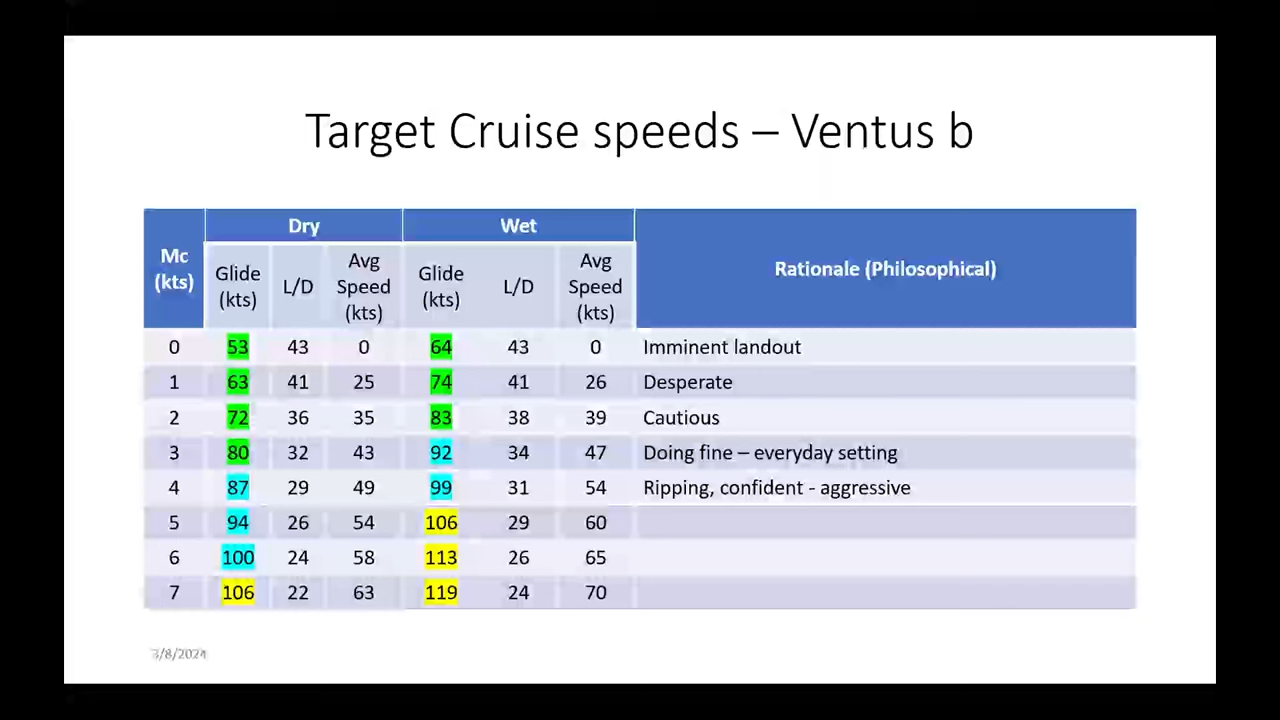 Target Cruise speeds – Ventus b
Mc (kts) Dry Wet Rationale (Philosophical)
Glide (kts) L/D Avg Speed (kts) Glide (kts) L/D Avg Speed (kts)
0 53 43 0 64 43 0 Imminent landout
1 63 41 25 74 41 26 Desperate
2 72 36 35 83 38 39 Cautious
3 80 32 43 92 34 47 Doing fine – everyday setting
4 87 29 49 99 31 54 Ripping, confident - aggressive
5 94 26 54 106 29 60
6 100 24 58 113 26 65
7 106 22 63 119 24 70
3/8/2024